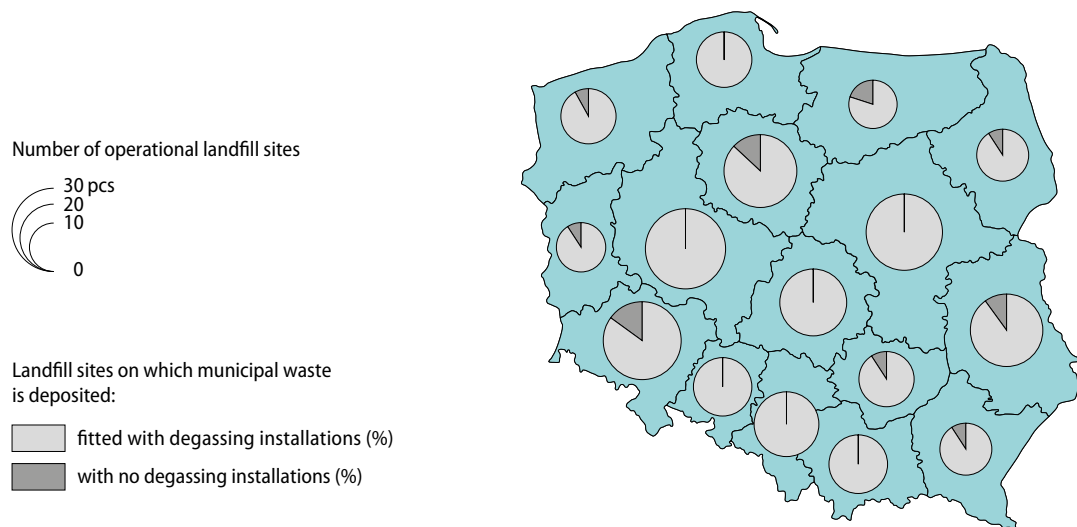 Number of operational landfill sites
30 pcs
20
10
0
Landfill sites on which municipal waste
is deposited:
fitted with degassing installations (%)
with no degassing installations (%)